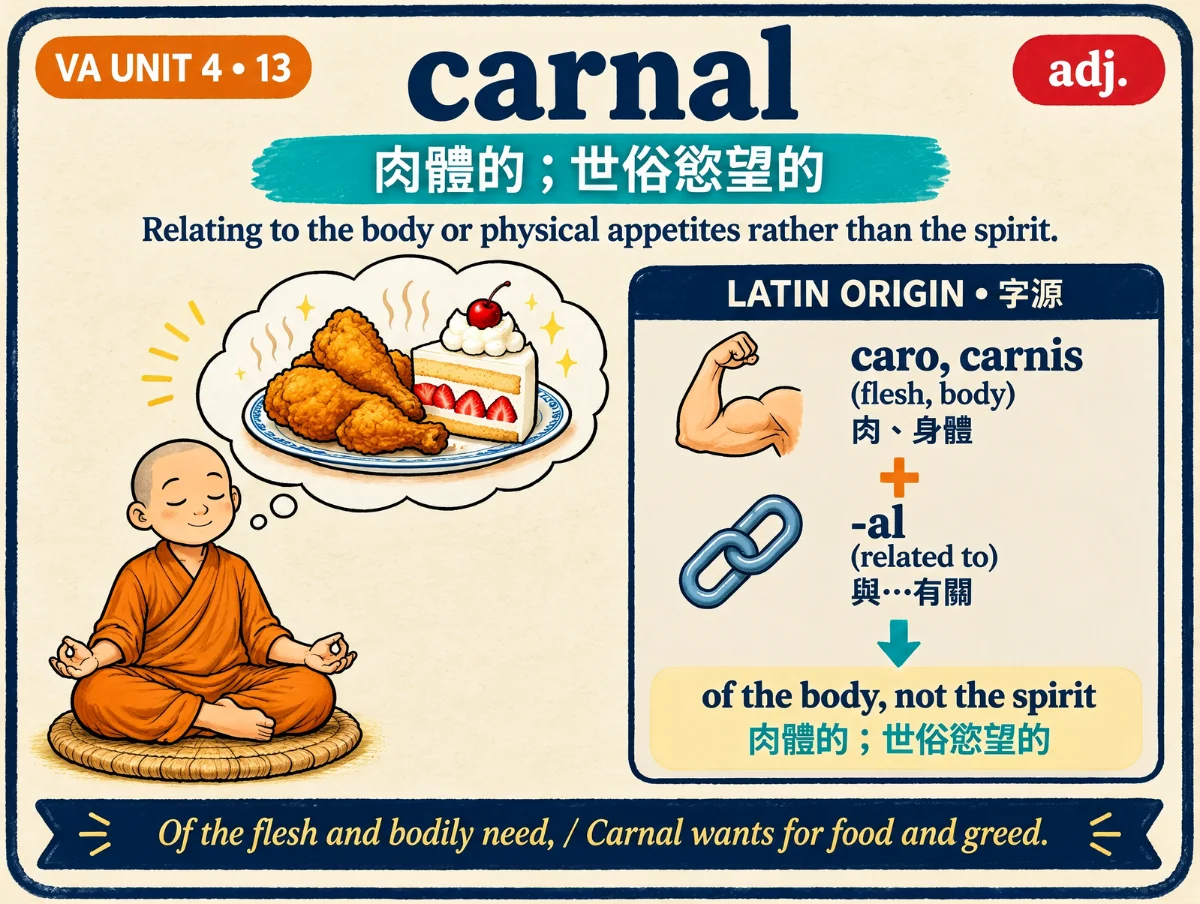 VA UNIT 4 • 13
carnal
adj.
肉體的；世俗慾望的
Relating to the body or physical appetites rather than the spirit.
LATIN ORIGIN • 字源
caro, carnis
(flesh, body)
肉、身體
+
-al
(related to)
與…有關
of the body, not the spirit
肉體的；世俗慾望的
Of the flesh and bodily need, / Carnal wants for food and greed.